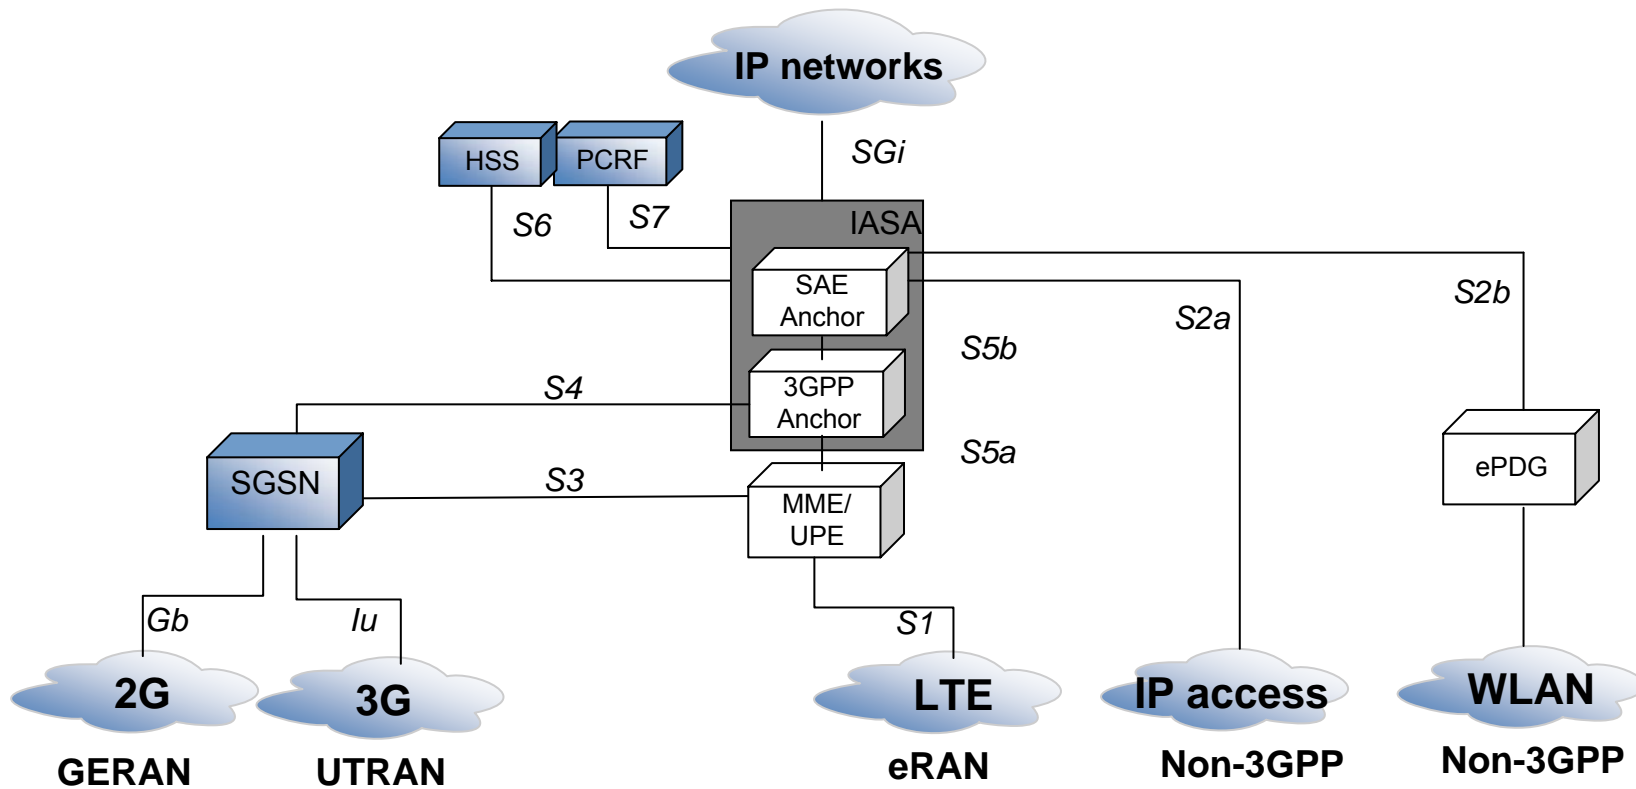 IP networks
SGi
HSS
PCRF
S6
S7
IASA
SAE
Anchor
S2b
S2a
S5b
3GPP
Anchor
S4
S5a
SGSN
S3
MME/
UPE
ePDG
Gb
Iu
S1
2G
3G
LTE
IP access
WLAN
GERAN
UTRAN
eRAN
Non-3GPP
Non-3GPP